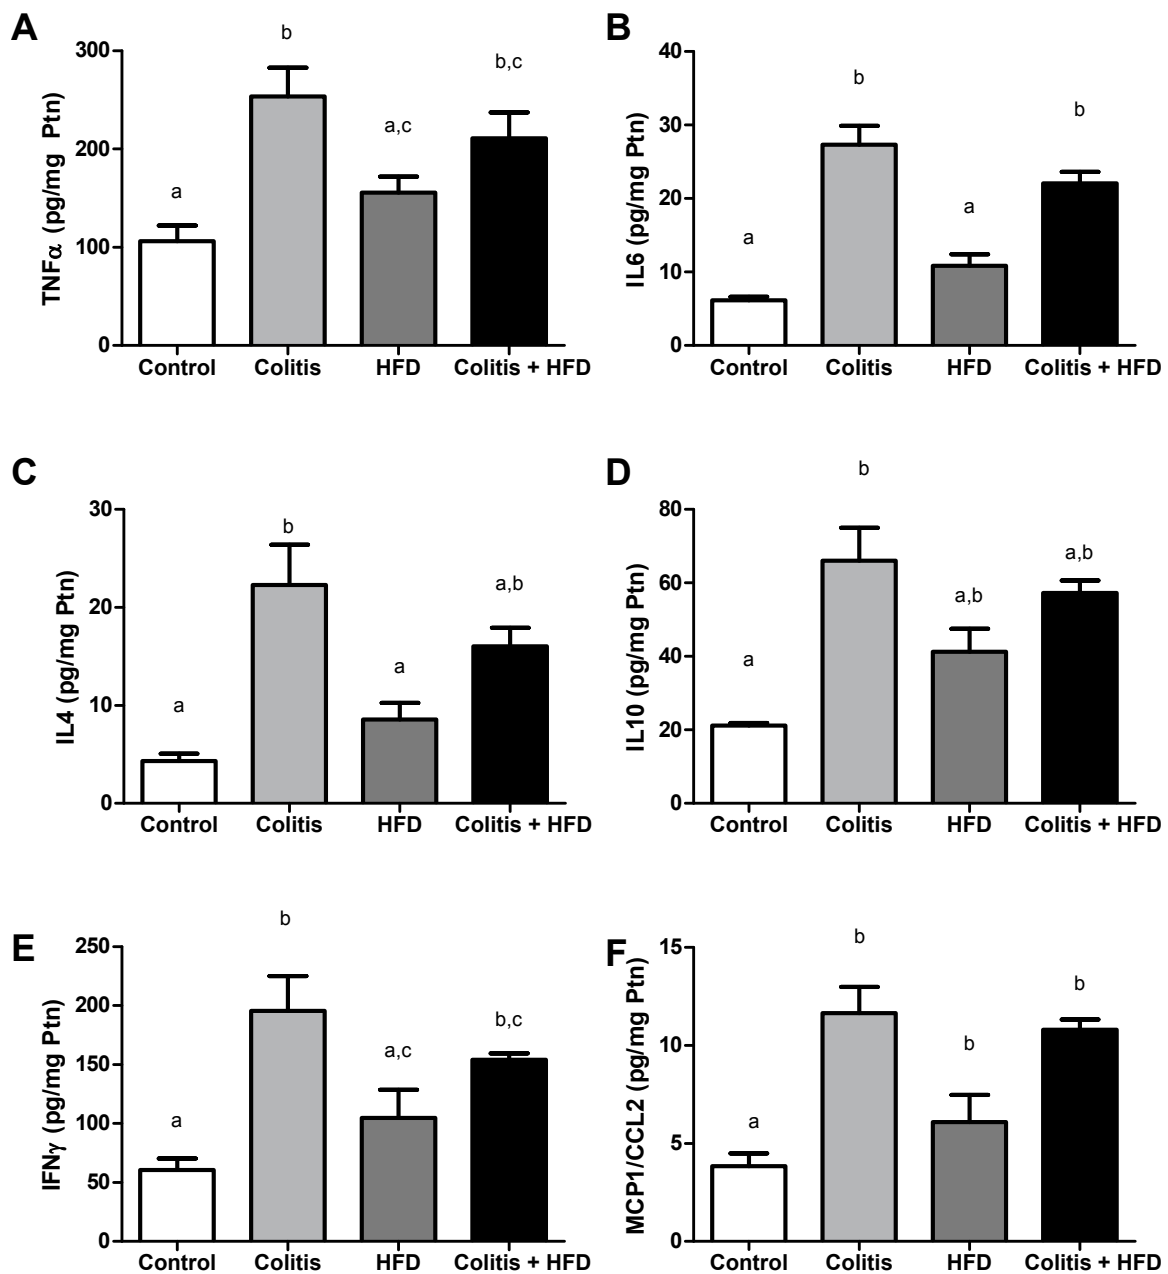 A
TNFα (pg/mg Ptn)
300
200
100
0
a
b
a,c
b,c
Control
Colitis
HFD
Colitis + HFD
B
IL6 (pg/mg Ptn)
40
30
20
10
0
a
b
a
b
Control
Colitis
HFD
Colitis + HFD
C
IL4 (pg/mg Ptn)
30
20
10
0
a
b
a
a,b
Control
Colitis
HFD
Colitis + HFD
D
IL10 (pg/mg Ptn)
80
60
40
20
0
a
b
a,b
a,b
Control
Colitis
HFD
Colitis + HFD
E
IFNγ (pg/mg Ptn)
250
200
150
100
50
0
a
b
a,c
b,c
Control
Colitis
HFD
Colitis + HFD
F
MCP1/CCL2 (pg/mg Ptn)
15
10
5
0
a
b
b
b
Control
Colitis
HFD
Colitis + HFD